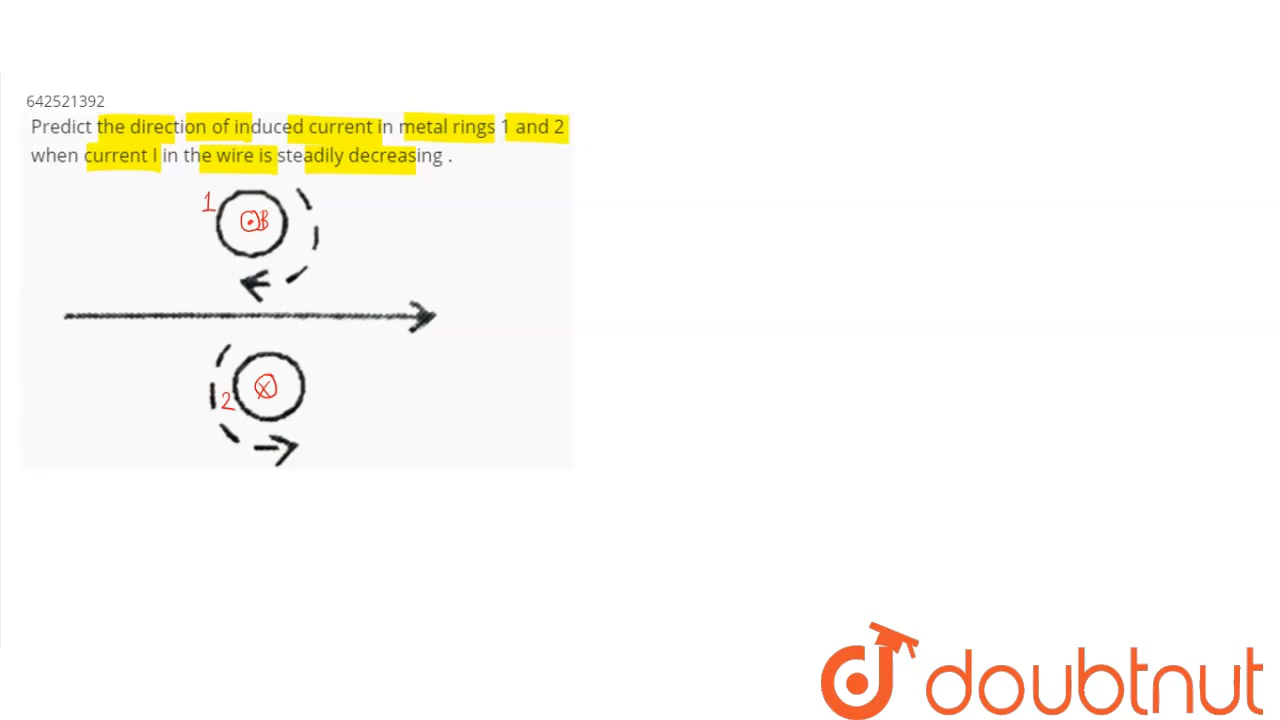 642521392
Predict the direction of induced current in metal rings 1 and 2
when current I in the wire is steadily decreasing .
1
B
2
doubtnut